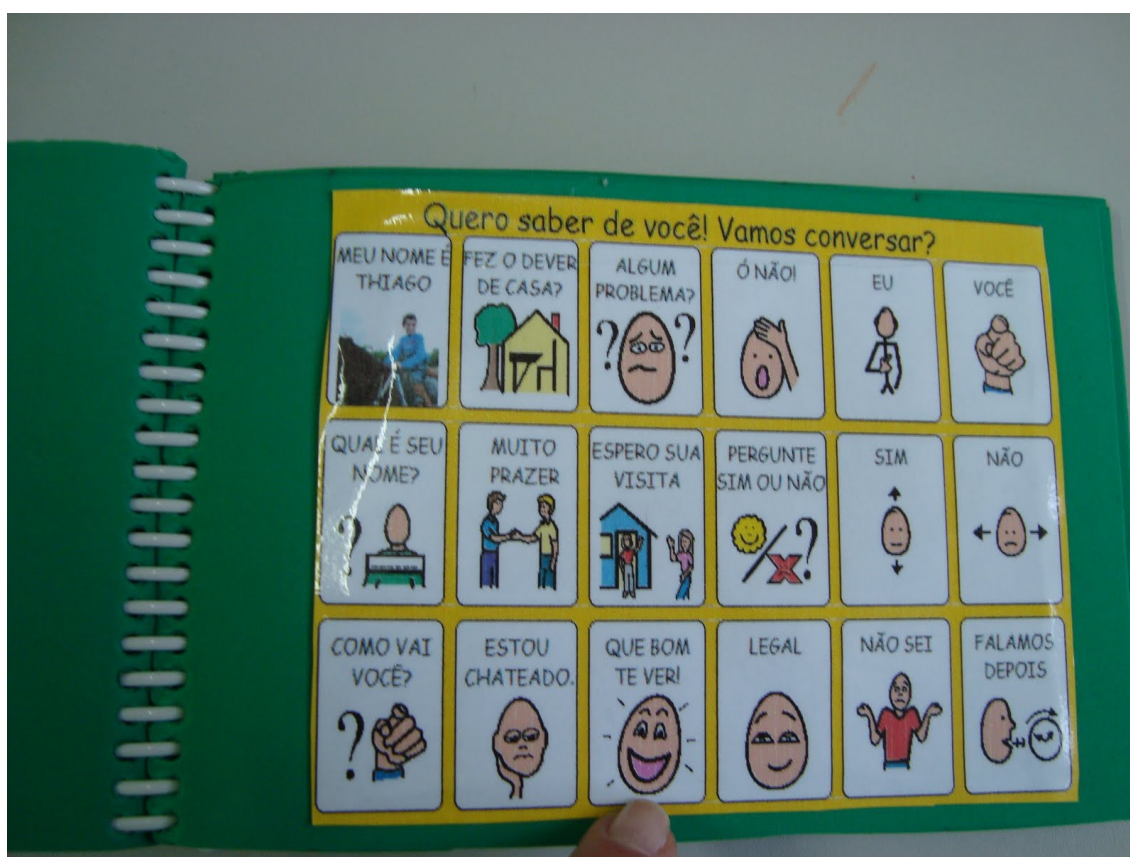 Quero saber de você! Vamos conversar?
MEU NOME É
THIAGO
FEZ O DEVER
DE CASA?
ALGUM
PROBLEMA?
Ó NÃO!
EU
VOCÊ
QUAL É SEU
NOME?
MUITO
PRAZER
ESPERO SUA
VISITA
PERGUNTE
SIM OU NÃO
SIM
NÃO
COMO VAI
VOCÊ?
ESTOU
CHATEADO.
QUE BOM
TE VER!
LEGAL
NÃO SEI
FALAMOS
DEPOIS